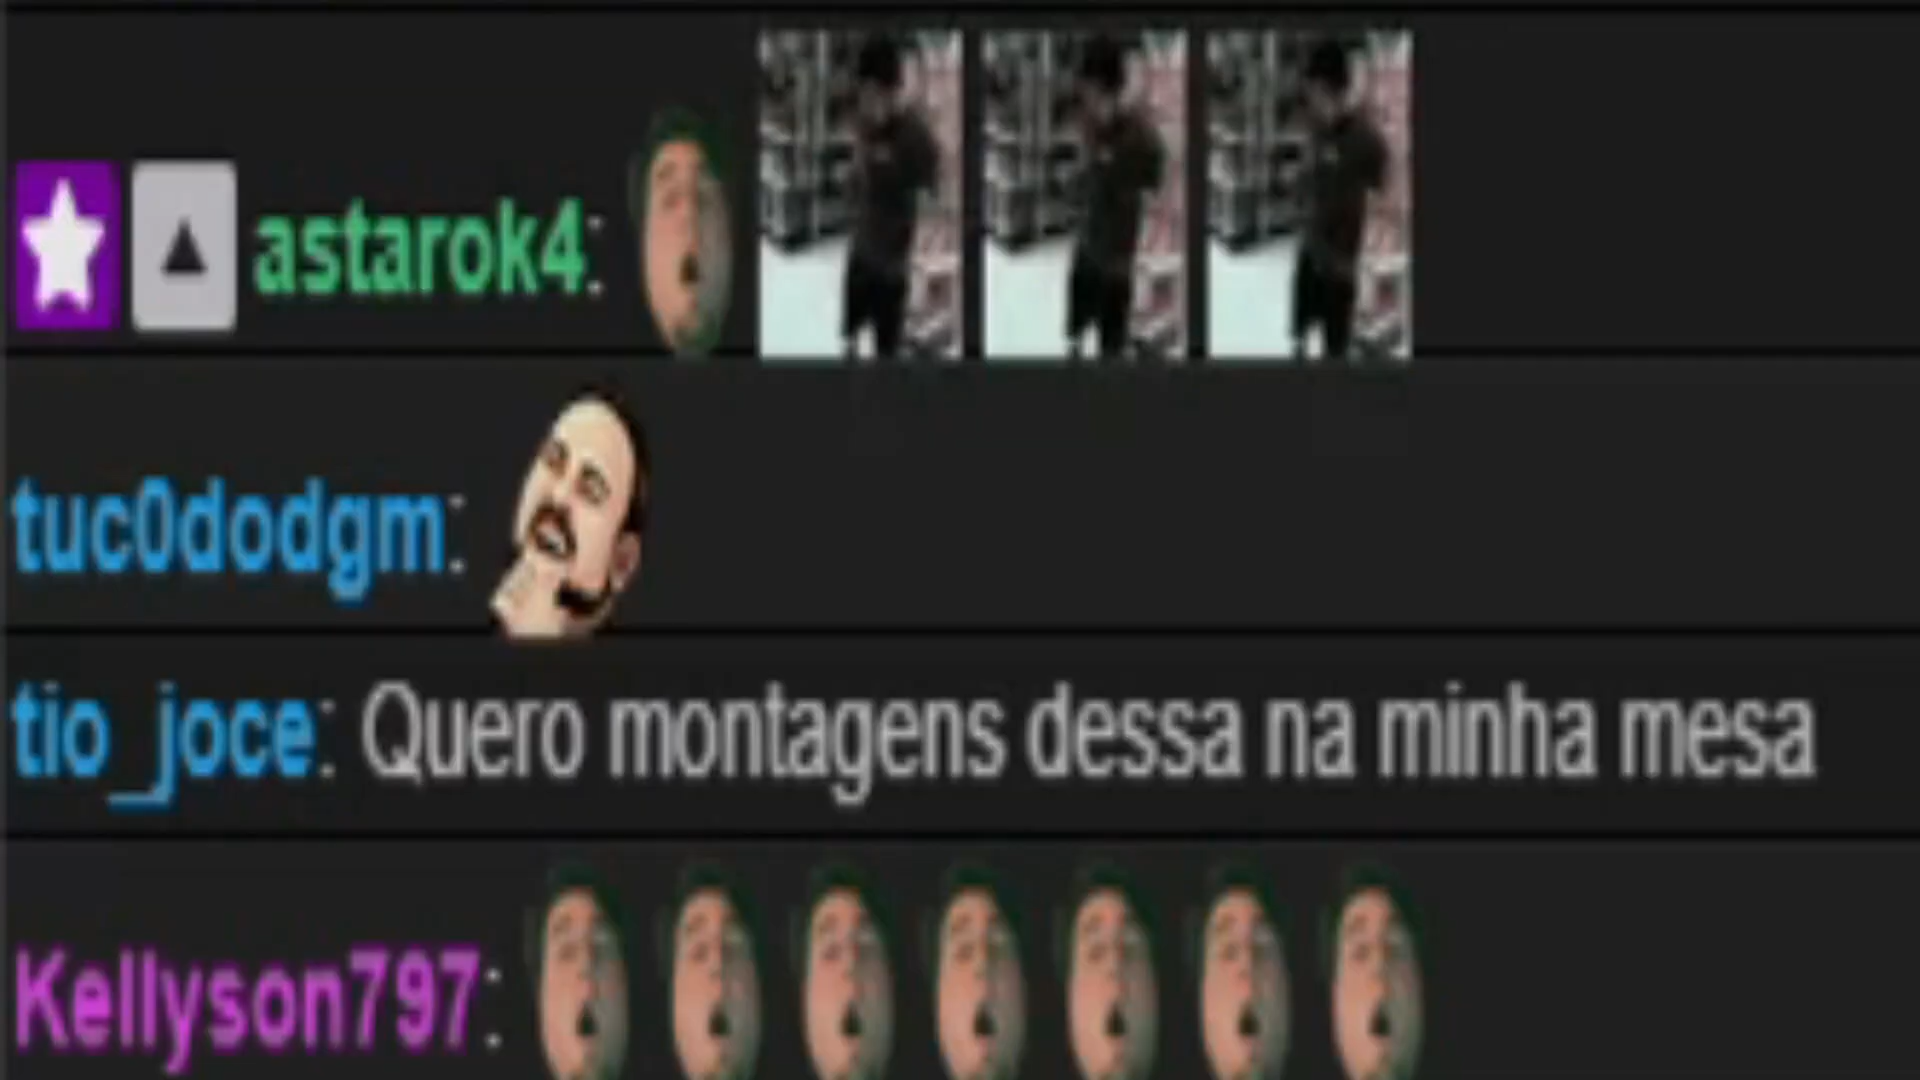 astarok4:
tuc0dodgm:
tio_joce: Quero montagens dessa na minha mesa
Kellyson797: